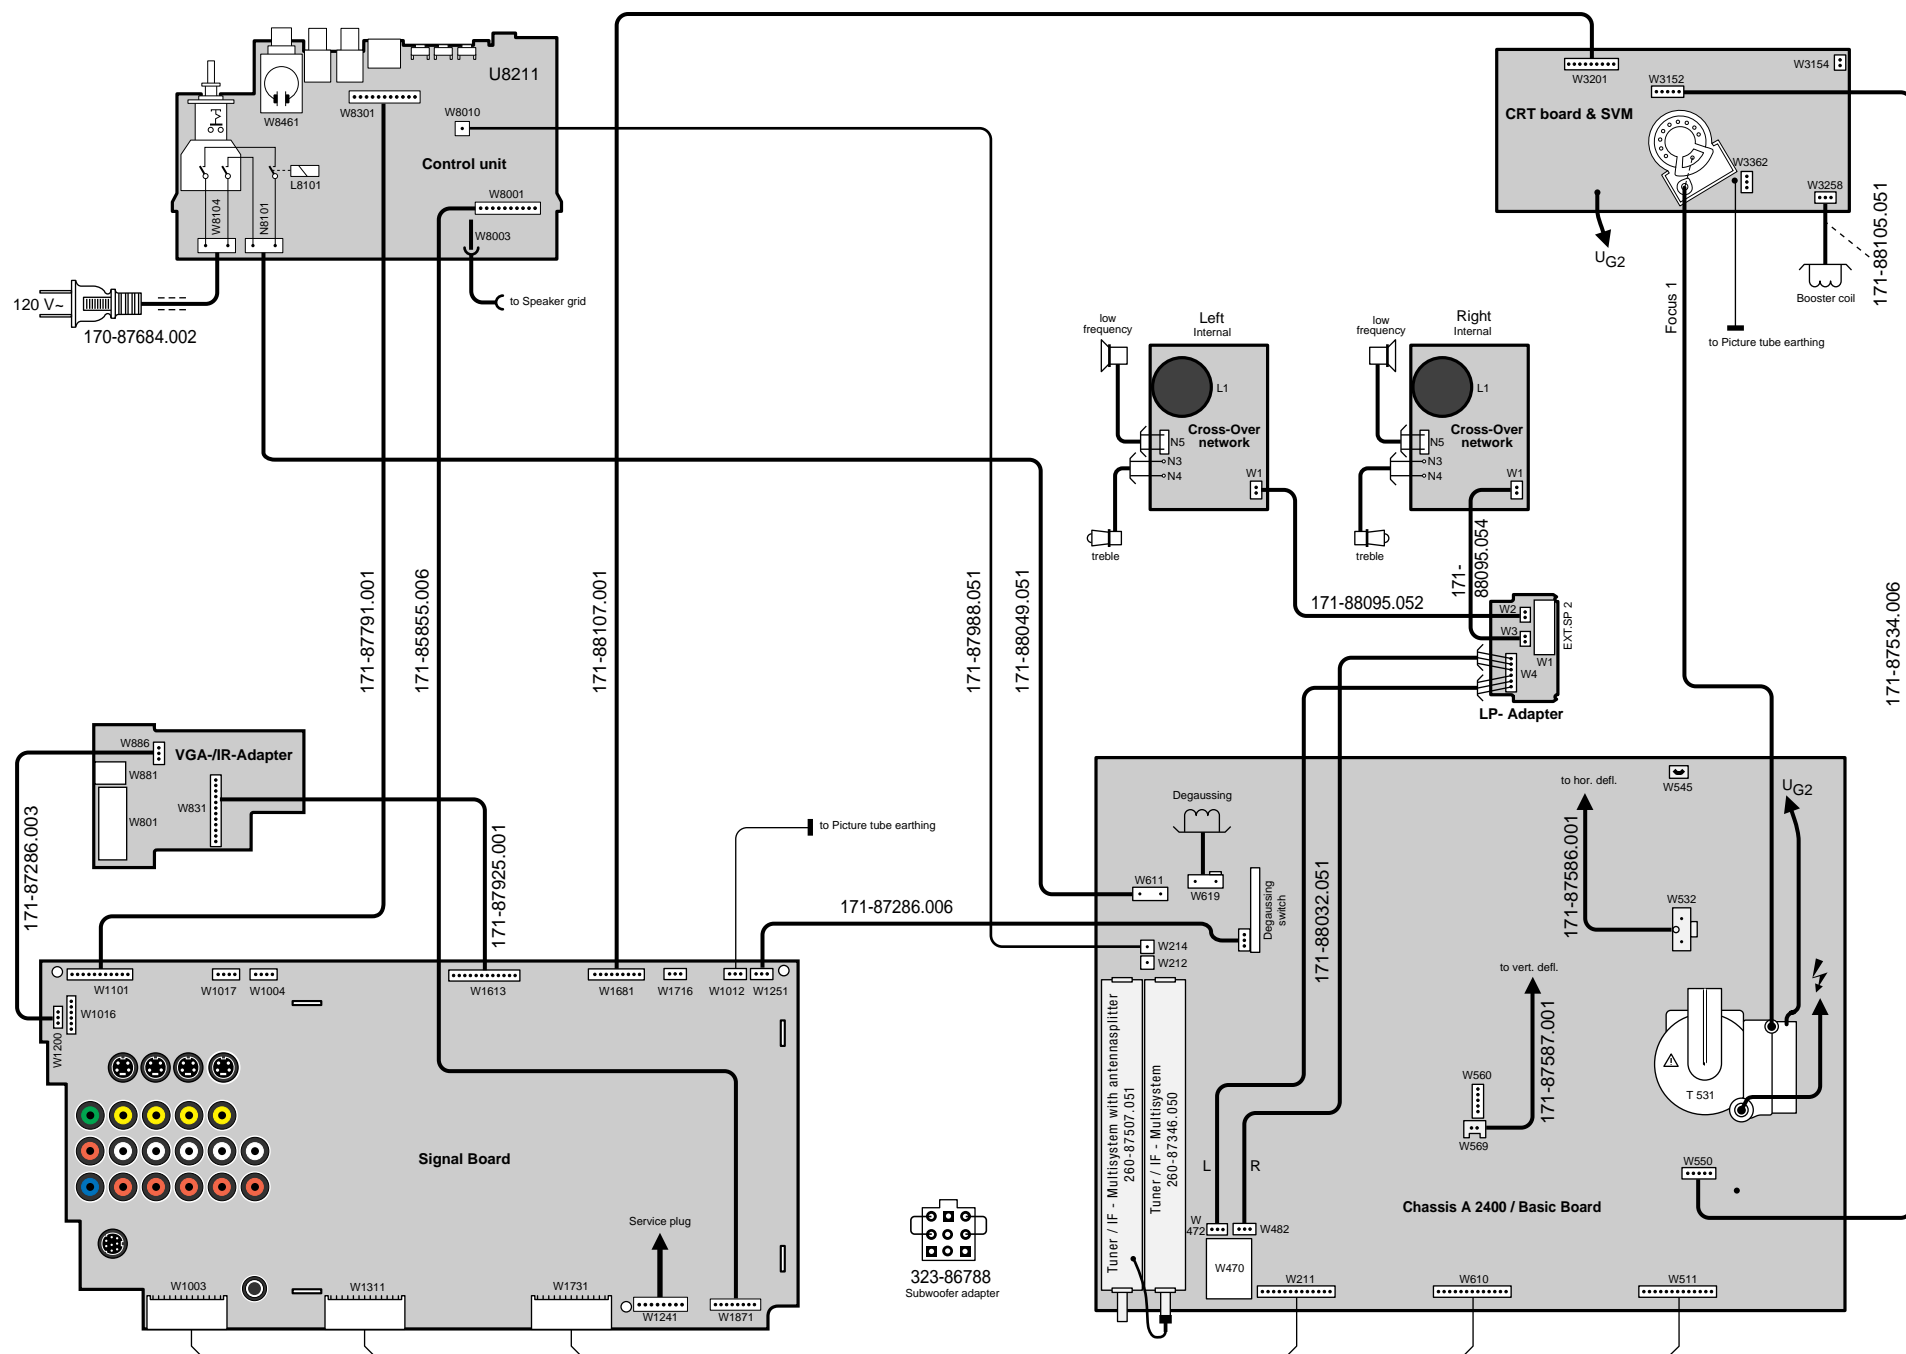 U8211
W8461
W8301
W8010
Control unit
L8101
W8104
N8101
W8001
W8003
to Speaker grid
120 V~
170-87684.002
W3201
W3152
W3154
CRT board & SVM
W3362
W3258
UG2
Booster coil
171-88105.051
Focus 1
to Picture tube earthing
low
frequency
Left
Internal
L1
Cross-Over
network
N5
N3
N4
W1
treble
low
frequency
Right
Internal
L1
Cross-Over
network
N5
N3
N4
W1
treble
171-87791.001
171-85855.006
171-88107.001
171-87988.051
171-88049.051
171-88095.052
171-
88095.054
W2
W3
W1
W4
EXT.SP 2
LP- Adapter
171-87534.006
W886
VGA-/IR-Adapter
W881
W831
W801
171-87286.003
171-87925.001
to Picture tube earthing
171-87286.006
W1101
W1017
W1004
W1613
W1681
W1716
W1012
W1251
W1016
W1200
Signal Board
Service plug
W1003
W1311
W1731
W1241
W1871
323-86788
Subwoofer adapter
Degaussing
W611
W619
Degaussing
switch
W214
W212
171-88032.051
to hor. defl.
171-87586.001
W545
UG2
W532
to vert. defl.
171-87587.001
W560
W569
T 531
W550
Tuner / IF - Multisystem with antennasplitter
260-87507.051
Tuner / IF - Multisystem
260-87346.050
L
R
W
472
W482
W470
Chassis A 2400 / Basic Board
W211
W610
W511